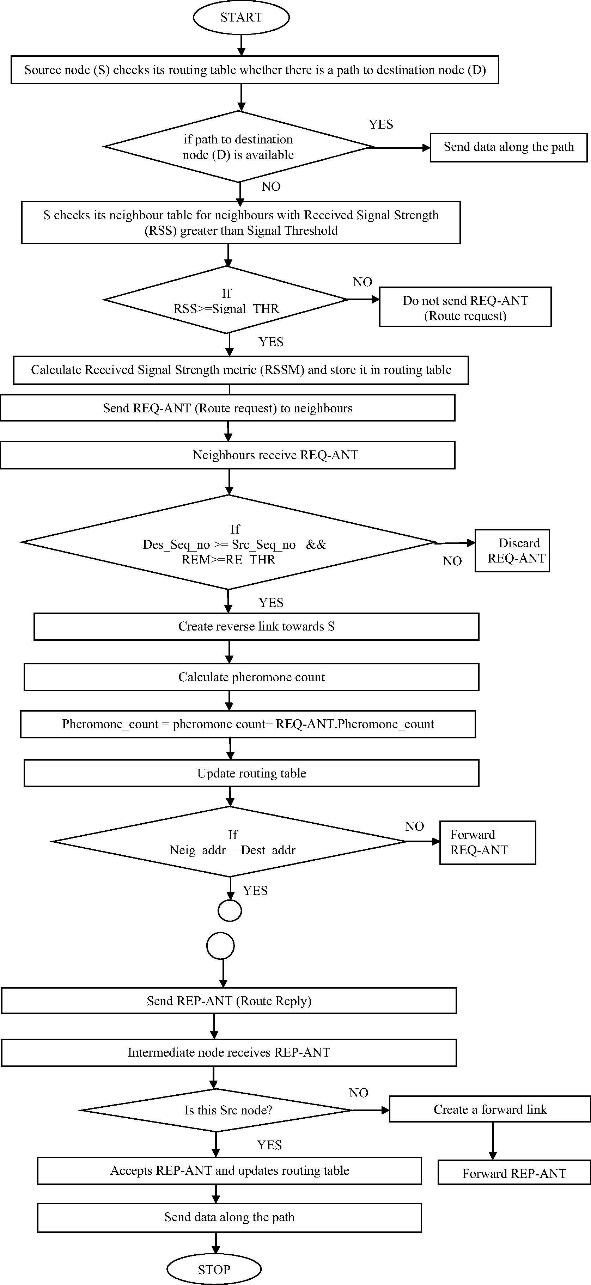 START
Source node (S) checks its routing table whether there is a path to destination node (D)
if path to destination
node (D) is available
YES
Send data along the path
NO
S checks its neighbour table for neighbours with Received Signal Strength
(RSS) greater than Signal Threshold
If
RSS>=Signal_THR
NO
Do not send REQ-ANT
(Route request)
YES
Calculate Received Signal Strength metric (RSSM) and store it in routing table
Send REQ-ANT (Route request) to neighbours
Neighbours receive REQ-ANT
If
Des_Seq_no >= Src_Seq_no &&
REM>=RE_THR
NO
Discard
REQ-ANT
YES
Create reverse link towards S
Calculate pheromone count
Pheromone_count = pheromone count+ REQ-ANT.Pheromone_count
Update routing table
If
Neig_addr Dest_addr
NO
Forward
REQ-ANT
YES
Send REP-ANT (Route Reply)
Intermediate node receives REP-ANT
Is this Src node?
NO
Create a forward link
YES
Forward REP-ANT
Accepts REP-ANT and updates routing table
Send data along the path
STOP